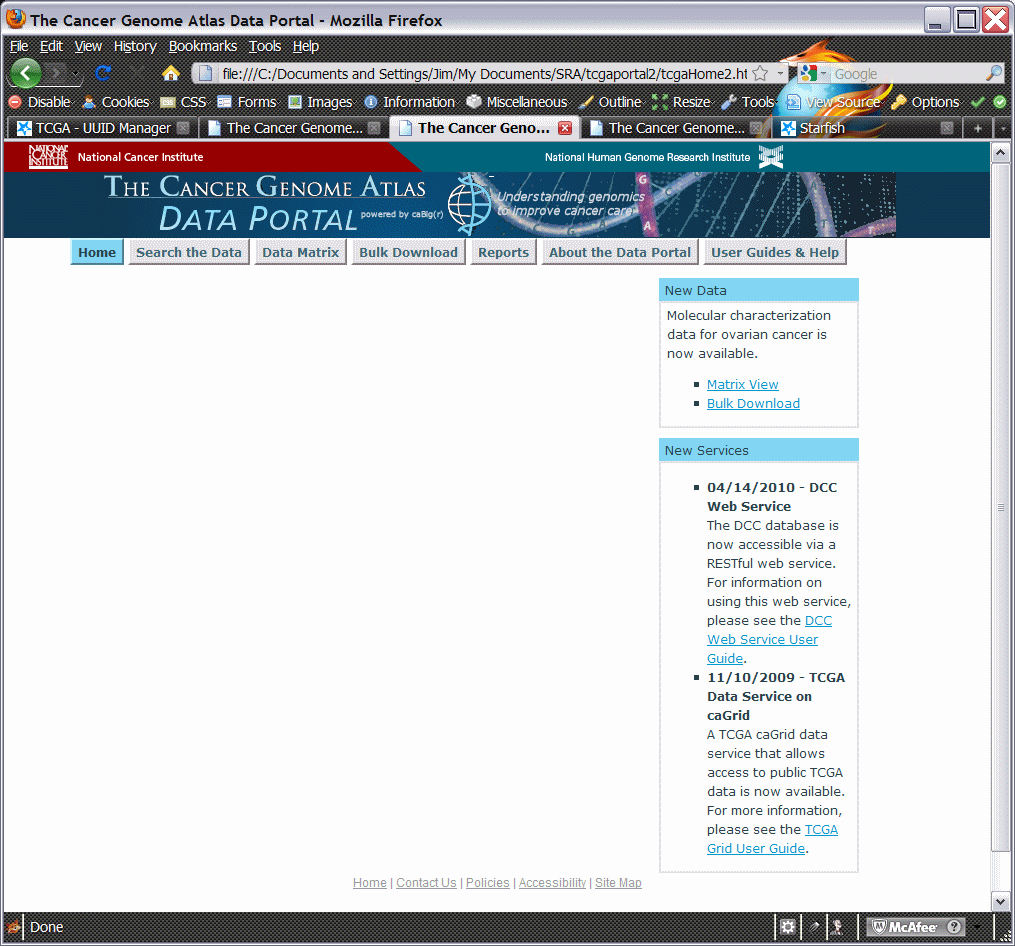 The Cancer Genome Atlas Data Portal - Mozilla Firefox
File Edit View History Bookmarks Tools Help
file:///C:/Documents and Settings/Jim/My Documents/SRA/tcgaportal2/tcgaHome2.ht Google
Disable Cookies CSS Forms Images Information Miscellaneous Outline Resize Tools View Source Options
TCGA - UUID Manager The Cancer Genome... The Cancer Geno... The Cancer Genome... Starfish
NATIONAL CANCER INSTITUTE National Cancer Institute National Human Genome Research Institute
THE CANCER GENOME ATLAS
DATA PORTAL powered by caBig(r)
Understanding genomics
to improve cancer care
Home Search the Data Data Matrix Bulk Download Reports About the Data Portal User Guides & Help
New Data
Molecular characterization
data for ovarian cancer is
now available.
Matrix View
Bulk Download
New Services
04/14/2010 - DCC
Web Service
The DCC database is
now accessible via a
RESTful web service.
For information on
using this web service,
please see the DCC
Web Service User
Guide.
11/10/2009 - TCGA
Data Service on
caGrid
A TCGA caGrid data
service that allows
access to public TCGA
data is now available.
For more information,
please see the TCGA
Grid User Guide.
Home | Contact Us | Policies | Accessibility | Site Map
Done McAfee